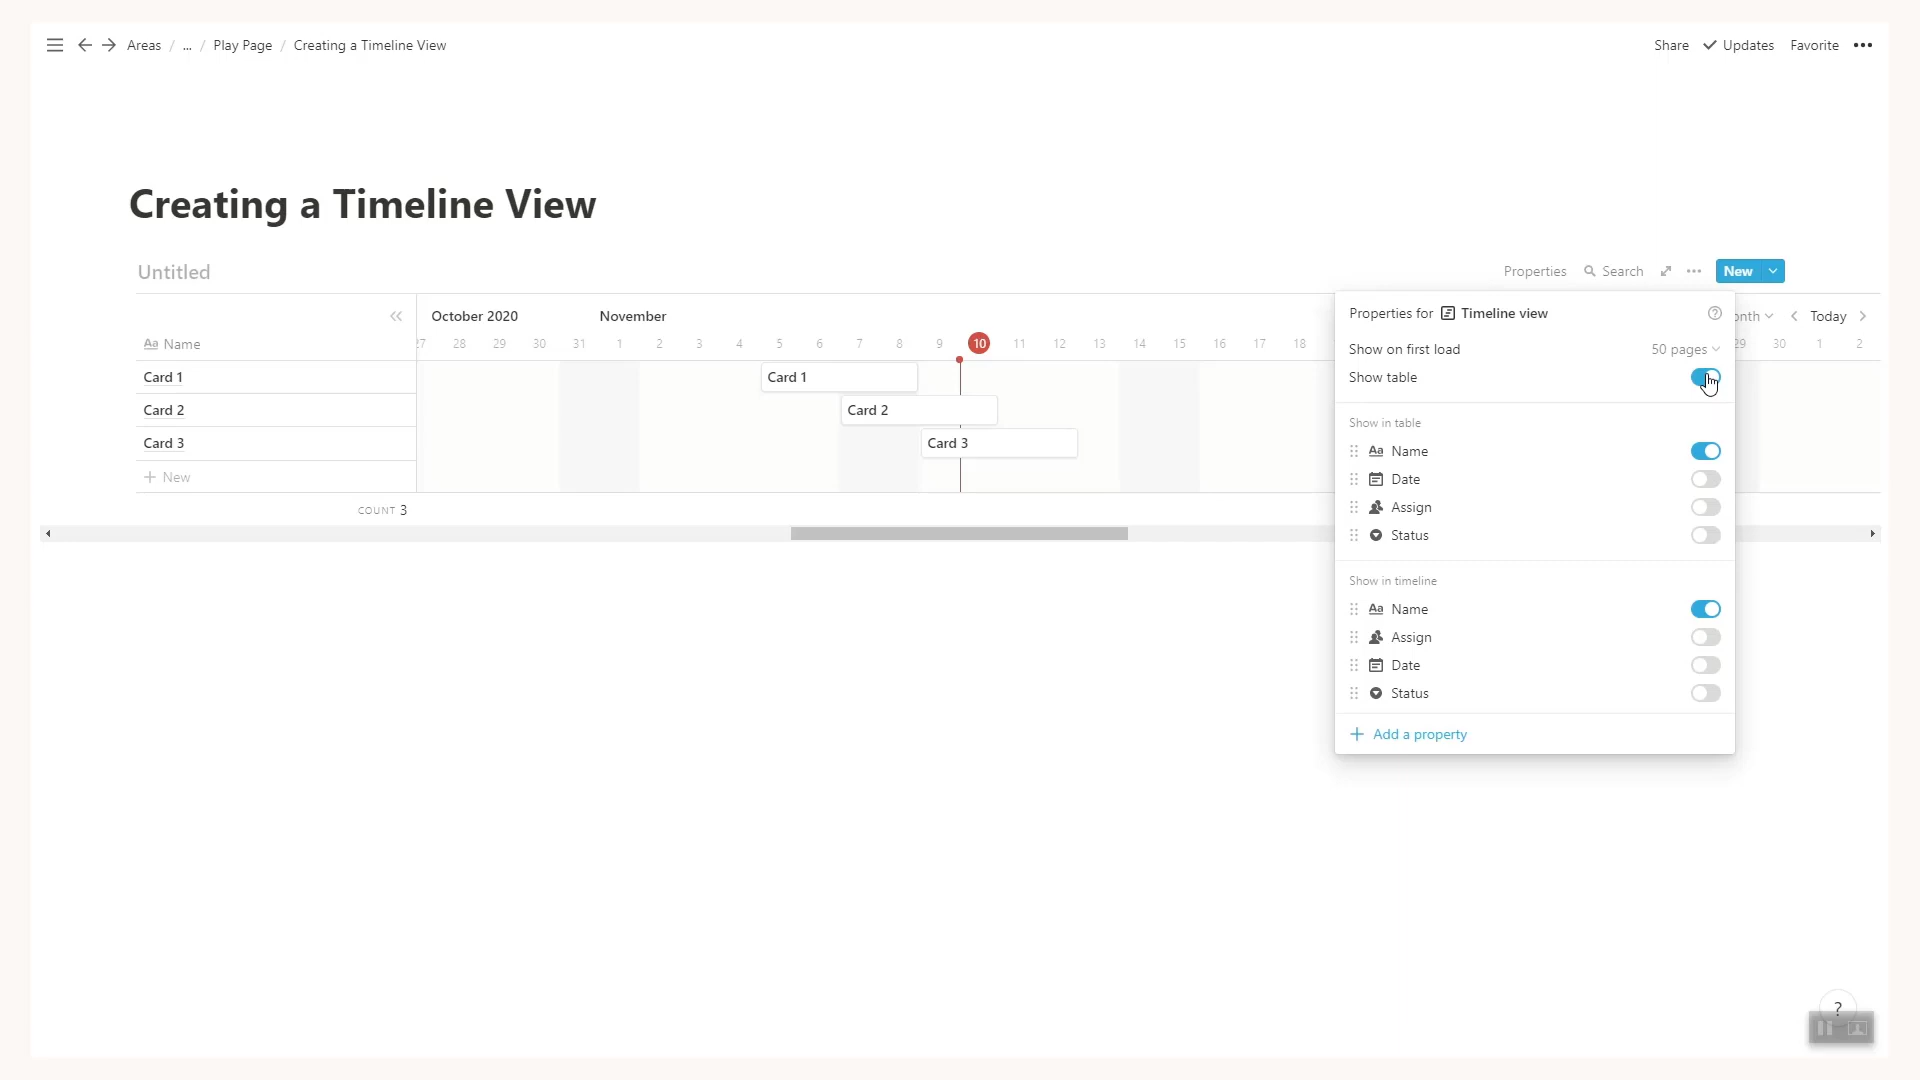 Areas / ... / Play Page / Creating a Timeline View
Share Updates Favorite •••
Creating a Timeline View
Untitled
Properties Search ••• New
October 2020 November
Today
Aa Name
28 29 30 31 1 2 3 4 5 6 7 8 9 10 11 12 13 14 15 16 17 18
29 30 1 2
Card 1
Card 2
Card 3
+ New
COUNT 3
Card 1
Card 2
Card 3
Properties for Timeline view ?
Show on first load 50 pages
Show table
Show in table
Aa Name
Date
Assign
Status
Show in timeline
Aa Name
Assign
Date
Status
+ Add a property
?